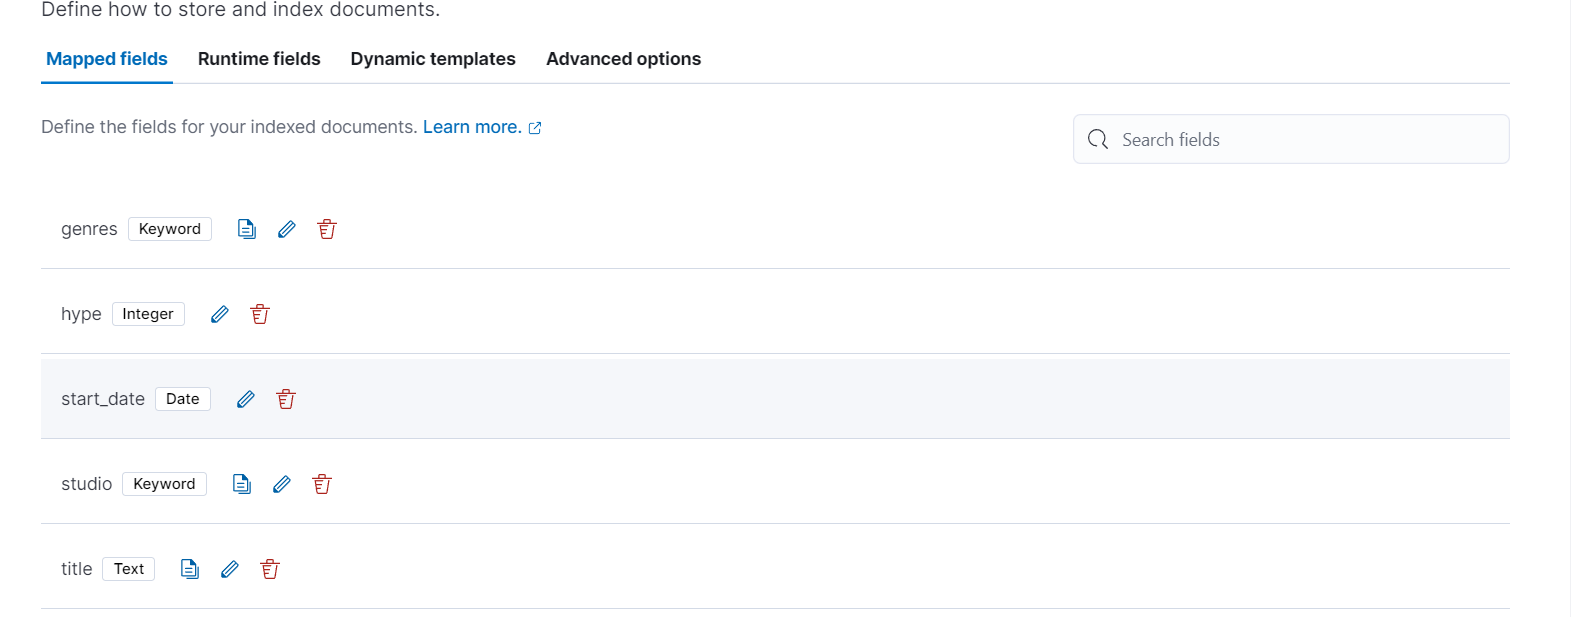 Define how to store and index documents.
Mapped fields Runtime fields Dynamic templates Advanced options
Define the fields for your indexed documents. Learn more.
Search fields
genres Keyword
hype Integer
start_date Date
studio Keyword
title Text